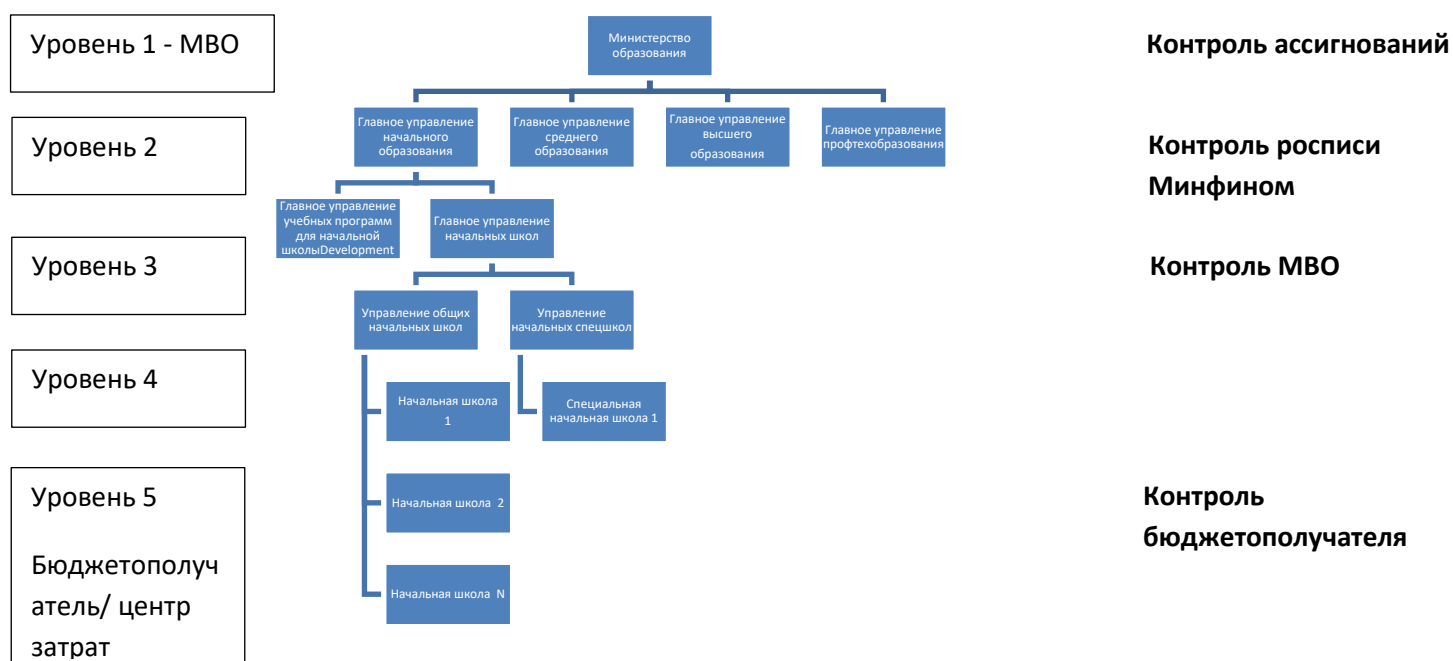 Уровень 1 - МВО
Министерство
образования
Контроль ассигнований
Уровень 2
Главное управление
начального
образования
Главное управление
среднего
образования
Главное управление
высшего
образования
Главное управление
профтехобразования
Контроль росписи
Минфином
Главное управление
учебных программ
для начальной
школыDevelopment
Главное управление
начальных школ
Уровень 3
Контроль МВО
Управление общих
начальных школ
Управление
начальных спецшкол
Уровень 4
Начальная школа
1
Специальная
начальная школа 1
Уровень 5
Бюджетополуч
атель/ центр
затрат
Начальная школа 2
Начальная школа N
Контроль
бюджетополучателя